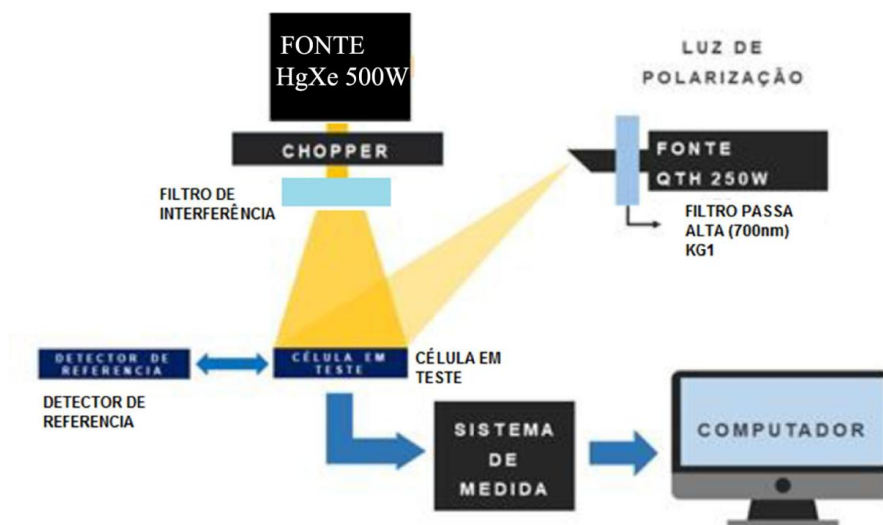 FONTE
HgXe 500W
LUZ DE
POLARIZAÇÃO
CHOPPER
FONTE
QTH 250W
FILTRO DE
INTERFERÊNCIA
FILTRO PASSA
ALTA (700nm)
KG1
DETECTOR DE
REFERENCIA
CÉLULA EM
TESTE
CÉLULA EM
TESTE
DETECTOR DE
REFERENCIA
SISTEMA
DE
MEDIDA
COMPUTADOR